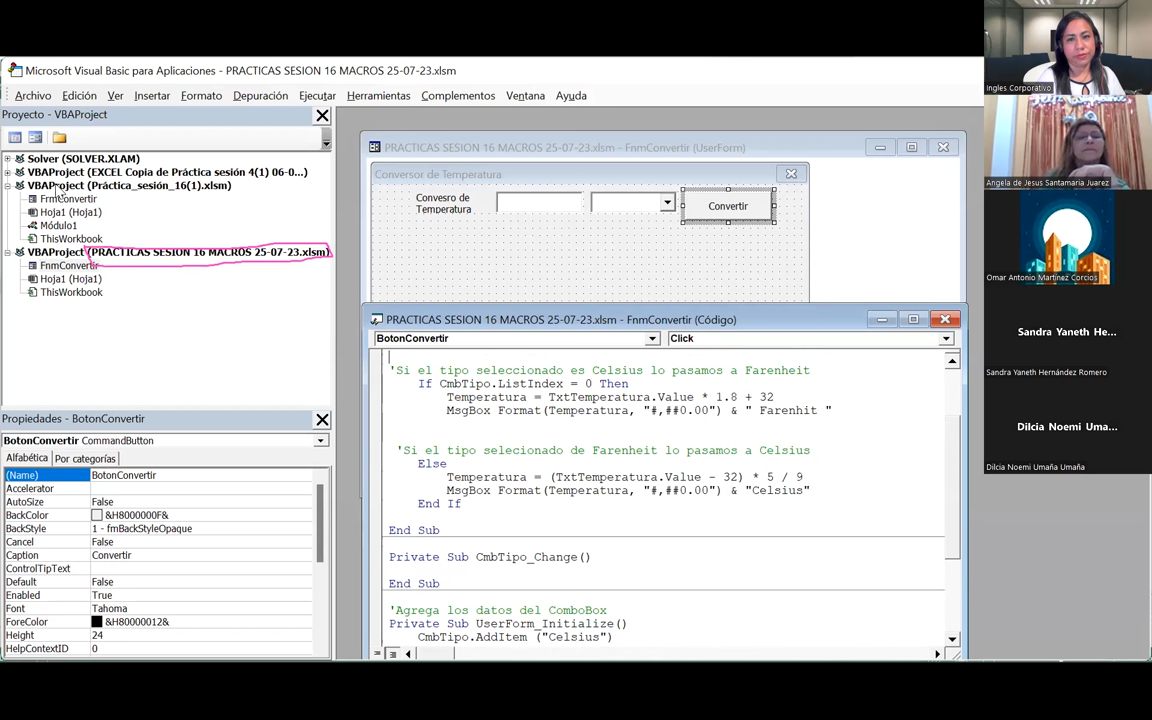 Microsoft Visual Basic para Aplicaciones - PRACTICAS SESION 16 MACROS 25-07-23.xlsm
Archivo Edición Ver Insertar Formato Depuración Ejecutar Herramientas Complementos Ventana Ayuda
Proyecto - VBAProject
Solver (SOLVER.XLAM)
VBAProject (EXCEL Copia de Práctica sesión 4(1) 06-0...)
VBAProject (Práctica_sesión_16(1).xlsm)
FrmConvertir
Hoja1 (Hoja1)
Módulo1
ThisWorkbook
VBAProject (PRACTICAS SESION 16 MACROS 25-07-23.xlsm)
FnmConvertir
Hoja1 (Hoja1)
ThisWorkbook
Propiedades - BotonConvertir
BotonConvertir CommandButton
Alfabética Por categorías
(Name) BotonConvertir
Accelerator
AutoSize False
BackColor &H8000000F&
BackStyle 1 - fmBackStyleOpaque
Cancel False
Caption Convertir
ControlTipText
Default False
Enabled True
Font Tahoma
ForeColor &H80000012&
Height 24
HelpContextID 0
PRACTICAS SESION 16 MACROS 25-07-23.xlsm - FnmConvertir (UserForm)
Conversor de Temperatura
Convesro de
Temperatura
Convertir
PRACTICAS SESION 16 MACROS 25-07-23.xlsm - FnmConvertir (Código)
BotonConvertir Click
'Si el tipo seleccionado es Celsius lo pasamos a Farenheit
If CmbTipo.ListIndex = 0 Then
Temperatura = TxtTemperatura.Value * 1.8 + 32
MsgBox Format(Temperatura, "#,##0.00") & " Farenhit "
'Si el tipo selecionado de Farenheit lo pasamos a Celsius
Else
Temperatura = (TxtTemperatura.Value - 32) * 5 / 9
MsgBox Format(Temperatura, "#,##0.00") & "Celsius"
End If
End Sub
Private Sub CmbTipo_Change()
End Sub
'Agrega los datos del ComboBox
Private Sub UserForm_Initialize()
CmbTipo.AddItem ("Celsius")
Ingles Corporativo
Angela de Jesus Santamaria Juarez
Omar Antonio Martinez Corcios
Sandra Yaneth He...
Sandra Yaneth Hernández Romero
Dilcia Noemi Uma...
Dilcia Noemi Umaña Umaña